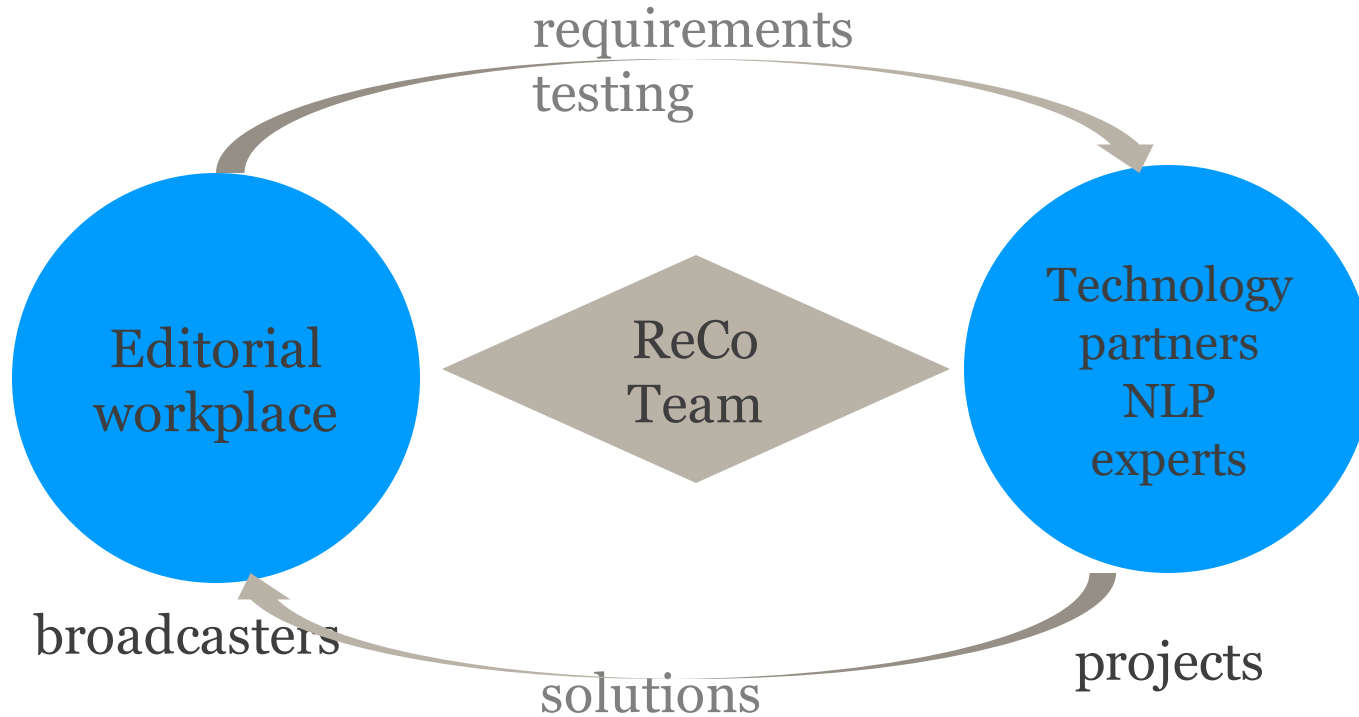 requirements
testing
Editorial
workplace
ReCo
Team
Technology
partners
NLP
experts
broadcasters
projects
solutions